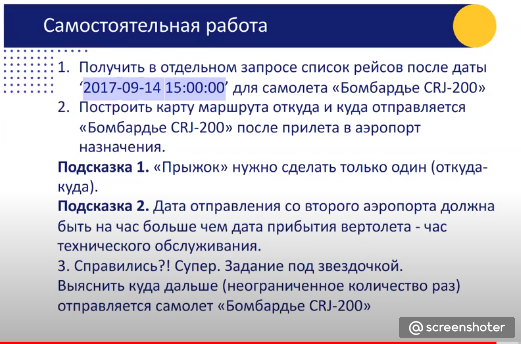 Самостоятельная работа
1. Получить в отдельном запросе список рейсов после даты
‘2017-09-14 15:00:00’ для самолета «Бомбардье CRJ-200»
2. Построить карту маршрута откуда и куда отправляется
«Бомбардье CRJ-200» после прилета в аэропорт
назначения.
Подсказка 1. «Прыжок» нужно сделать только один (откуда-
куда).
Подсказка 2. Дата отправления со второго аэропорта должна
быть на час больше чем дата прибытия вертолета - час
технического обслуживания.
3. Справились?! Супер. Задание под звездочкой.
Выяснить куда дальше (неограниченное количество раз)
отправляется самолет «Бомбардье CRJ-200»
@ screenshoter